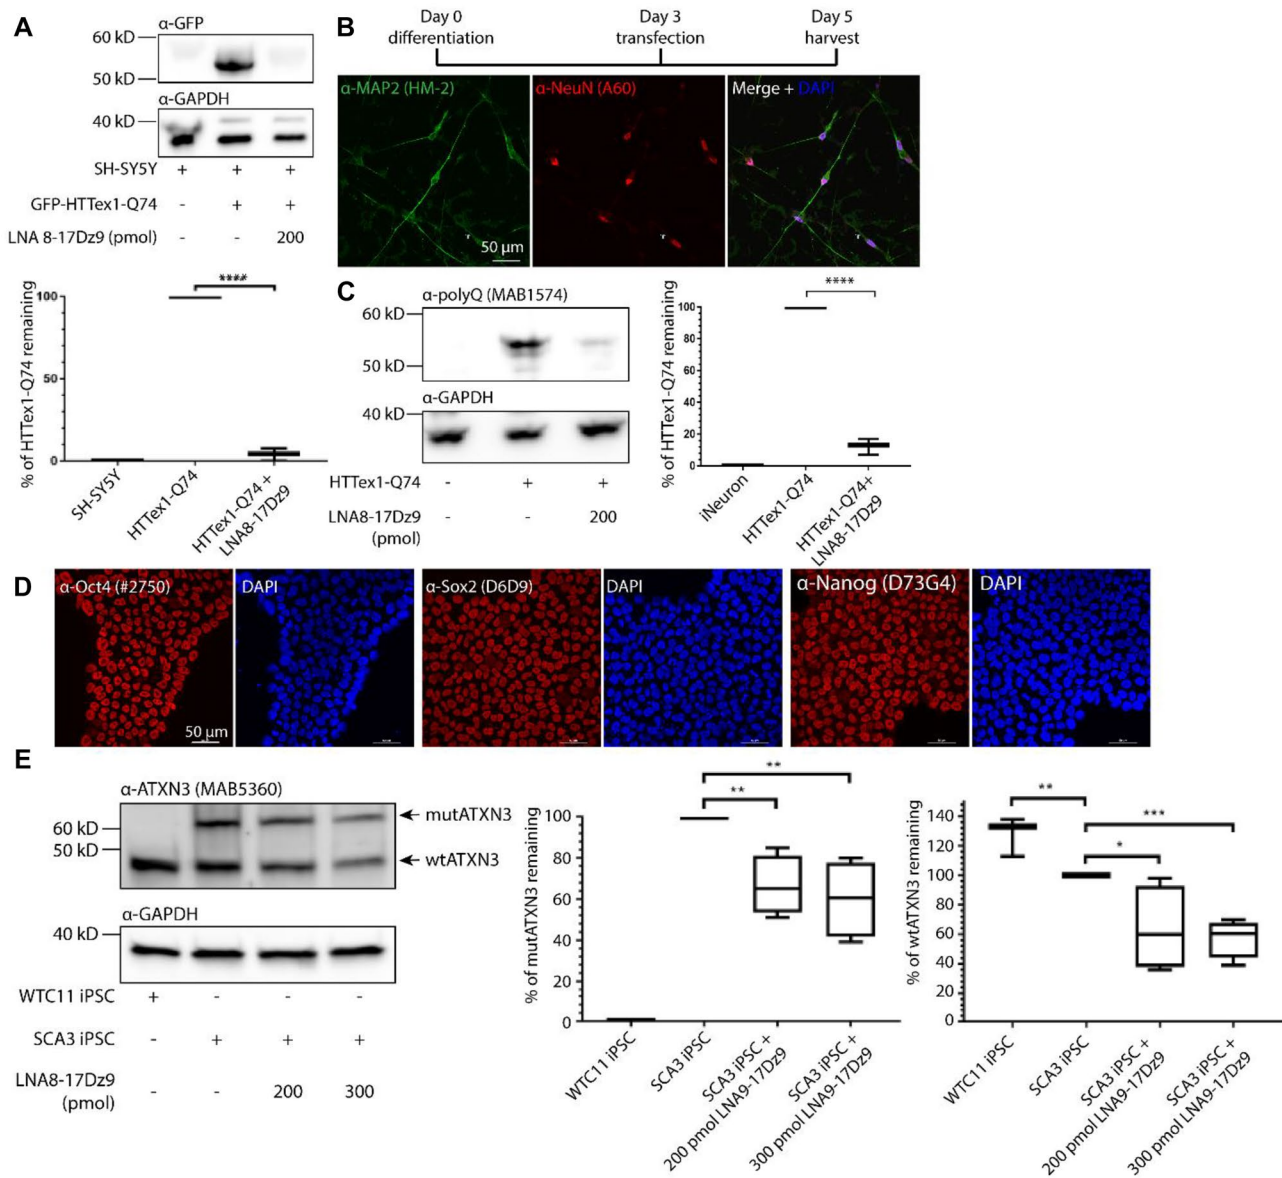 A
α-GFP
60 kD
50 kD
α-GAPDH
40 kD
SH-SY5Y + + +
GFP-HTTex1-Q74 - + +
LNA 8-17Dz9 (pmol) - - 200
****
% of HTTex1-Q74 remaining
100
50
0
SH-SY5Y
HTTex1-Q74
HTTex1-Q74 +
LNA8-17Dz9
B
Day 0
differentiation
Day 3
transfection
Day 5
harvest
α-MAP2 (HM-2)
α-NeuN (A60)
Merge + DAPI
50 µm
C
α-polyQ (MAB1574)
60 kD
50 kD
α-GAPDH
40 kD
HTTex1-Q74 - + +
LNA8-17Dz9
(pmol)
- - 200
****
% of HTTex1-Q74 remaining
100
80
60
40
20
0
iNeuron
HTTex1-Q74
HTTex1-Q74+
LNA8-17Dz9
D
α-Oct4 (#2750)
DAPI
α-Sox2 (D6D9)
DAPI
α-Nanog (D73G4)
DAPI
50 µm
E
α-ATXN3 (MAB5360)
60 kD
50 kD
mutATXN3
wtATXN3
α-GAPDH
40 kD
WTC11 iPSC + - - -
SCA3 iPSC - + + +
LNA8-17Dz9
(pmol)
- - 200 300
**
**
% of mutATXN3 remaining
100
80
60
40
20
0
WTC11 iPSC
SCA3 iPSC
SCA3 iPSC +
200 pmol LNA9-17Dz9
SCA3 iPSC +
300 pmol LNA9-17Dz9
**
***
*
% of wtATXN3 remaining
140
120
100
80
60
40
20
0
WTC11 iPSC
SCA3 iPSC
SCA3 iPSC +
200 pmol LNA9-17Dz9
SCA3 iPSC +
300 pmol LNA9-17Dz9